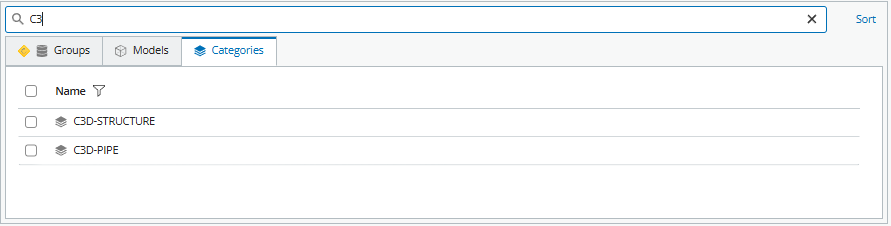 C3
Sort
Groups
Models
Categories
Name
C3D-STRUCTURE
C3D-PIPE